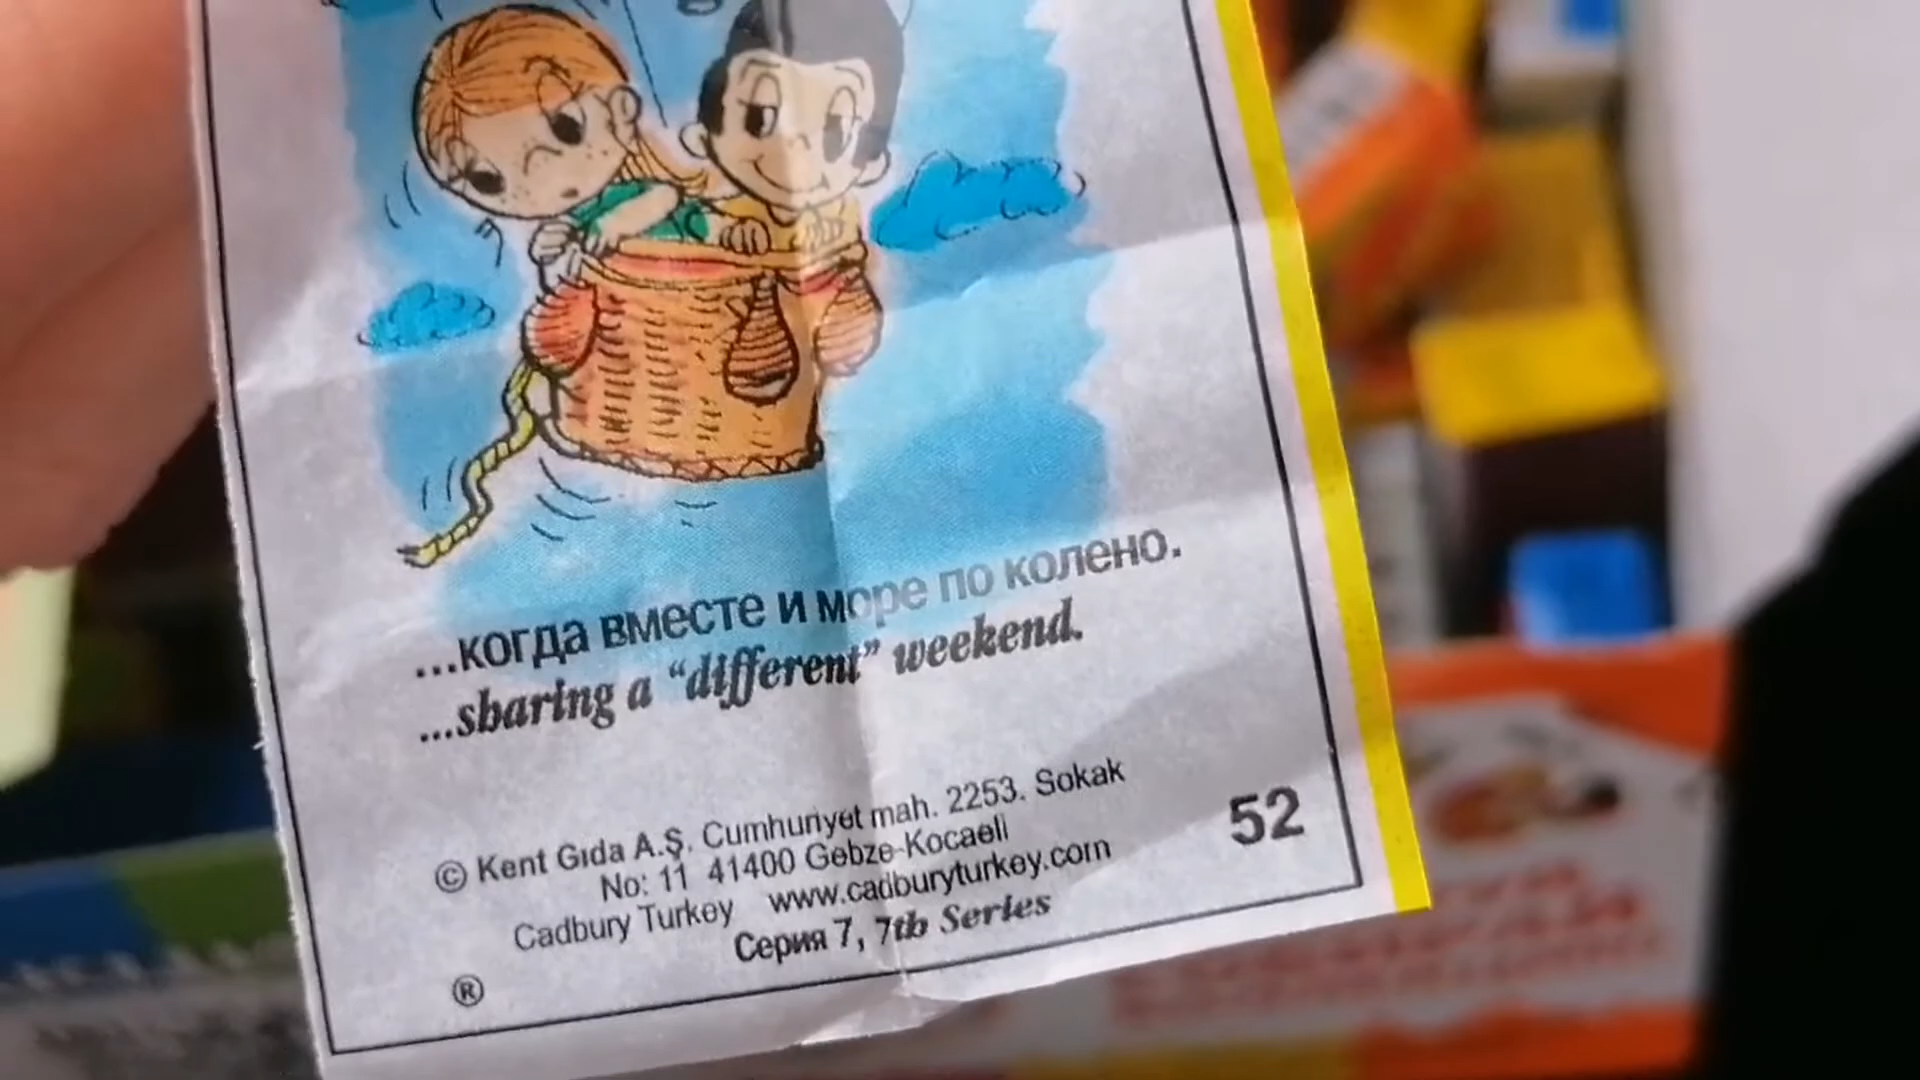 ...когда вместе и море по колено.
...sharing a “different” weekend.
© Kent Gıda A.Ş. Cumhuriyet mah. 2253. Sokak
No: 11 41400 Gebze-Kocaeli
Cadbury Turkey www.cadburyturkey.com
Серия 7, 7th Series
52
®